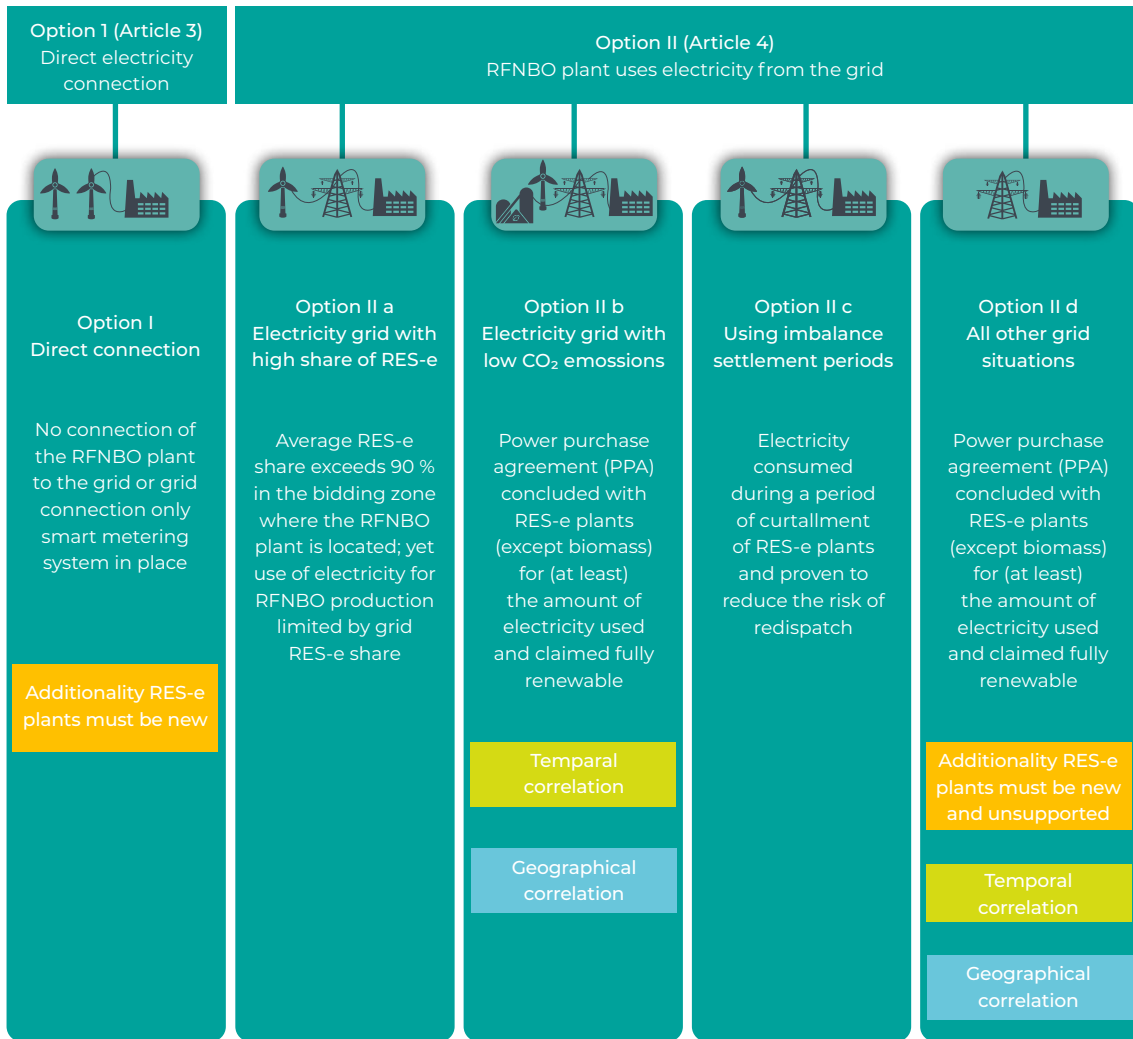 Option 1 (Article 3)
Direct electricity
connection
Option II (Article 4)
RFNBO plant uses electricity from the grid
Option I
Direct connection
No connection of
the RFNBO plant
to the grid or grid
connection only
smart metering
system in place
Additionality RES-e
plants must be new
Option II a
Electricity grid with
high share of RES-e
Average RES-e
share exceeds 90 %
in the bidding zone
where the RFNBO
plant is located; yet
use of electricity for
RFNBO production
limited by grid
RES-e share
Option II b
Electricity grid with
low CO₂ emossions
Power purchase
agreement (PPA)
concluded with
RES-e plants
(except biomass)
for (at least)
the amount of
electricity used
and claimed fully
renewable
Temparal
correlation
Geographical
correlation
Option II c
Using imbalance
settlement periods
Electricity
consumed
during a period
of curtallment
of RES-e plants
and proven to
reduce the risk of
redispatch
Option II d
All other grid
situations
Power purchase
agreement (PPA)
concluded with
RES-e plants
(except biomass)
for (at least)
the amount of
electricity used
and claimed fully
renewable
Additionality RES-e
plants must be new
and unsupported
Temporal
correlation
Geographical
correlation